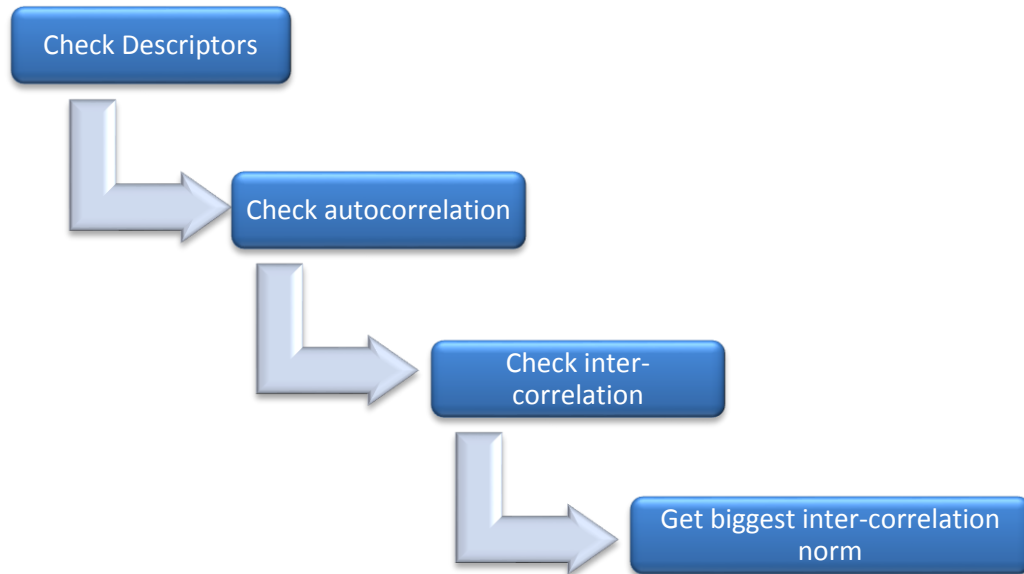 Check Descriptors
Check autocorrelation
Check inter-
correlation
Get biggest inter-correlation
norm